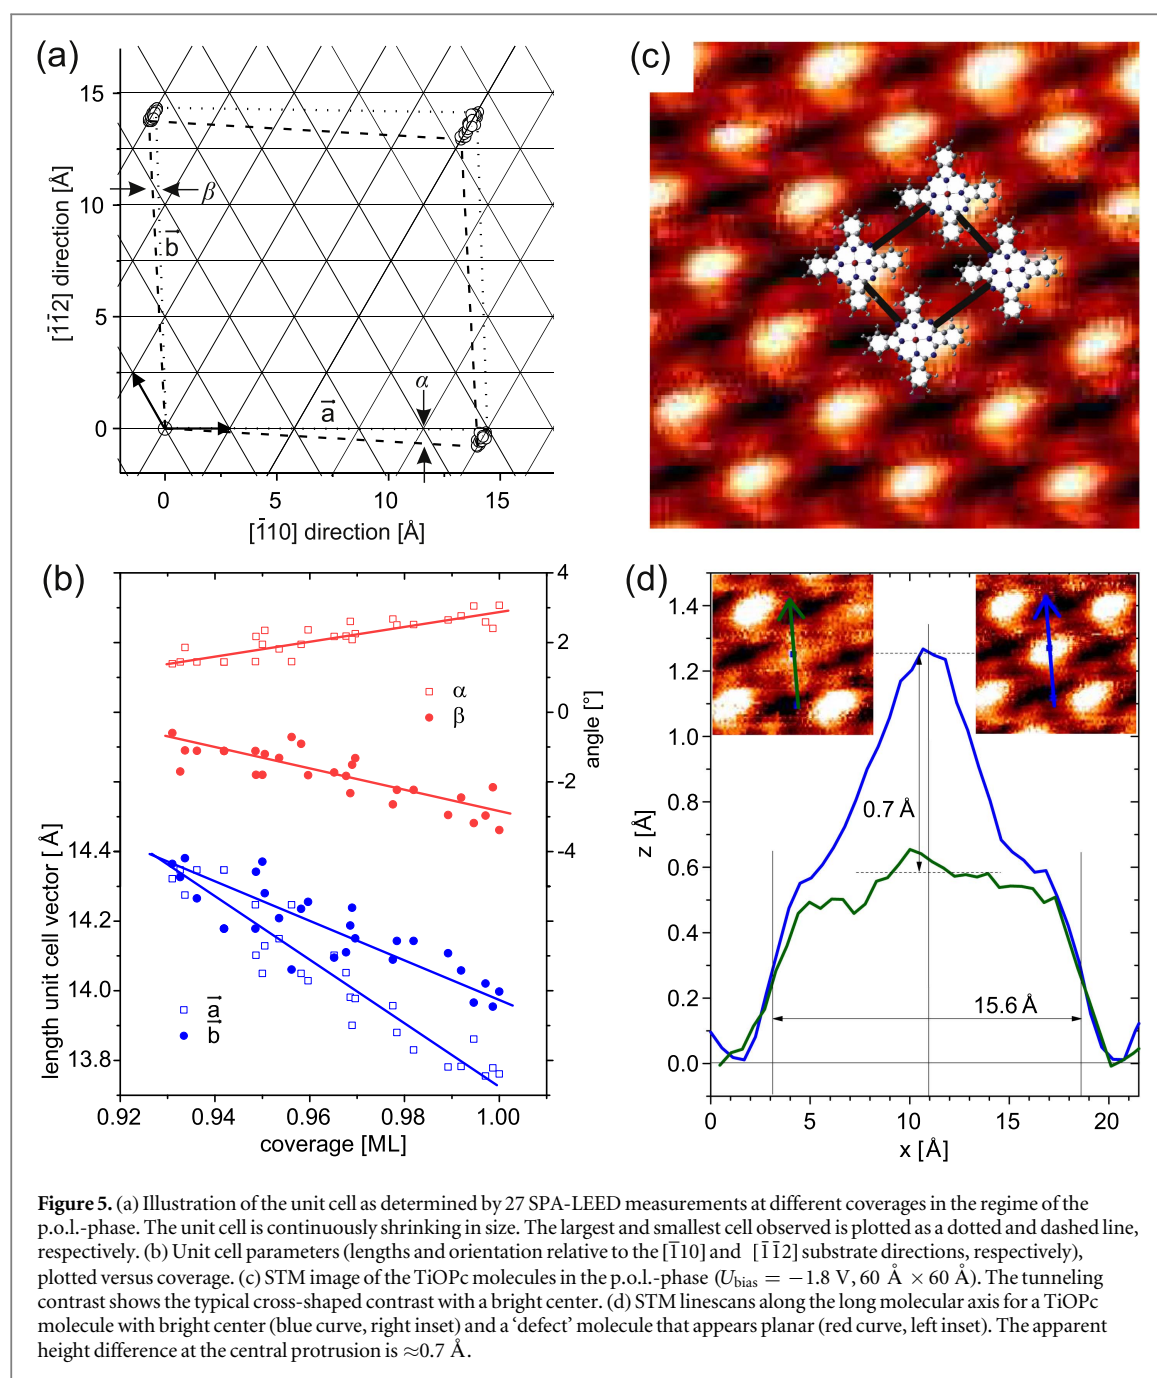 (a)
15
10
5
0
[1̄1̄2] direction [Å]
β
b⃗
α
a⃗
0
5
10
15
[1̄10] direction [Å]
(c)
(b)
4
2
0
-2
-4
angle [°]
α
β
14.4
14.2
14.0
13.8
length unit cell vector [Å]
a⃗
b⃗
0.92
0.94
0.96
0.98
1.00
coverage [ML]
(d)
1.4
1.2
1.0
0.8
0.6
0.4
0.2
0.0
z [Å]
0.7 Å
15.6 Å
0
5
10
15
20
x [Å]
Figure 5. (a) Illustration of the unit cell as determined by 27 SPA-LEED measurements at different coverages in the regime of the
p.o.l.-phase. The unit cell is continuously shrinking in size. The largest and smallest cell observed is plotted as a dotted and dashed line,
respectively. (b) Unit cell parameters (lengths and orientation relative to the [1̄10] and [1̄1̄2] substrate directions, respectively),
plotted versus coverage. (c) STM image of the TiOPc molecules in the p.o.l.-phase (U_bias = −1.8 V, 60 Å × 60 Å). The tunneling
contrast shows the typical cross-shaped contrast with a bright center. (d) STM linescans along the long molecular axis for a TiOPc
molecule with bright center (blue curve, right inset) and a ‘defect’ molecule that appears planar (red curve, left inset). The apparent
height difference at the central protrusion is ≈0.7 Å.